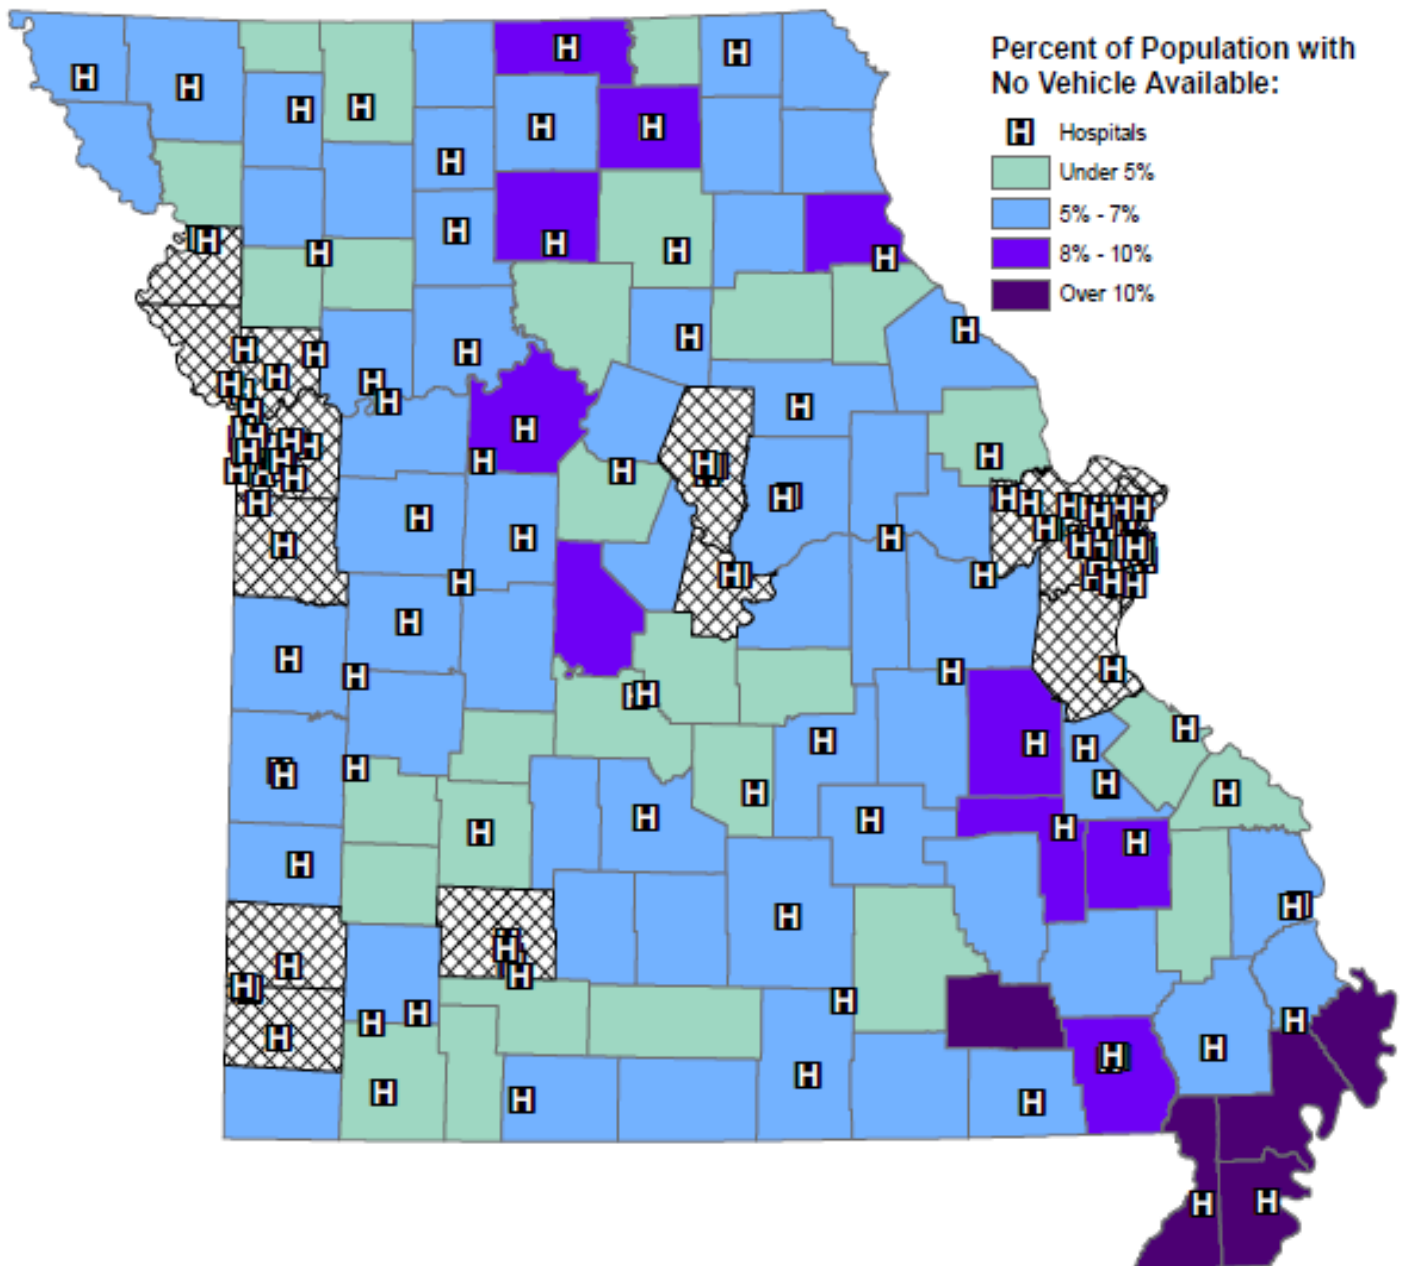 Percent of Population with
No Vehicle Available:
H Hospitals
Under 5%
5% - 7%
8% - 10%
Over 10%